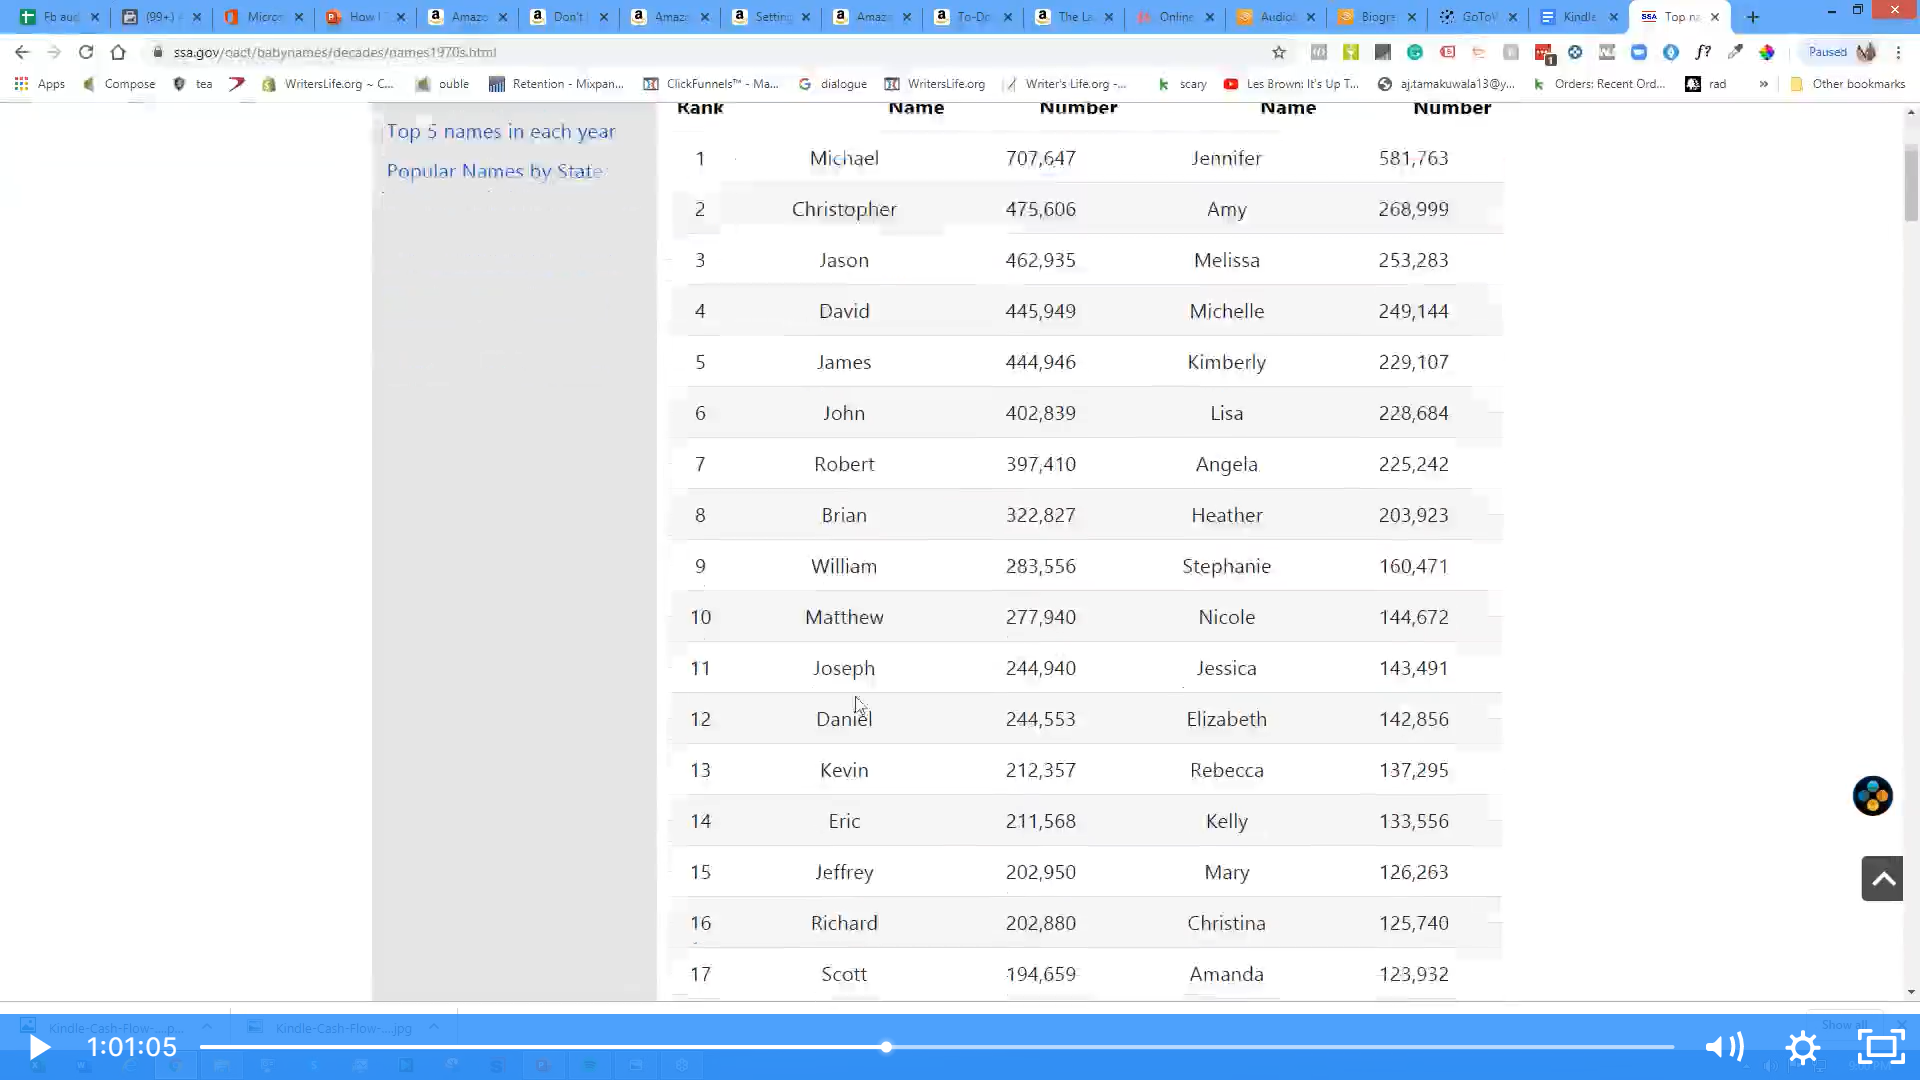 Fb aud (99+) Micros How I T Amazo Don't Amazo Setting Amazo To-Do The La Online Audiob Biogra GoToW Kindle Top na
ssa.gov/oact/babynames/decades/names1970s.html Paused
Apps Compose tea WritersLife.org ~ C... ouble Retention - Mixpan... ClickFunnels™ - Ma... dialogue WritersLife.org Writer's Life.org -... scary Les Brown: It's Up T... aj.tamakuwala13@y... Orders: Recent Ord... rad » Other bookmarks
Rank Name Number Name Number
Top 5 names in each year
Popular Names by State
1 Michael 707,647 Jennifer 581,763
2 Christopher 475,606 Amy 268,999
3 Jason 462,935 Melissa 253,283
4 David 445,949 Michelle 249,144
5 James 444,946 Kimberly 229,107
6 John 402,839 Lisa 228,684
7 Robert 397,410 Angela 225,242
8 Brian 322,827 Heather 203,923
9 William 283,556 Stephanie 160,471
10 Matthew 277,940 Nicole 144,672
11 Joseph 244,940 Jessica 143,491
12 Daniel 244,553 Elizabeth 142,856
13 Kevin 212,357 Rebecca 137,295
14 Eric 211,568 Kelly 133,556
15 Jeffrey 202,950 Mary 126,263
16 Richard 202,880 Christina 125,740
17 Scott 194,659 Amanda 123,932
Kindle-Cash-Flow-....p... Kindle-Cash-Flow-....jpg Show all
1:01:05